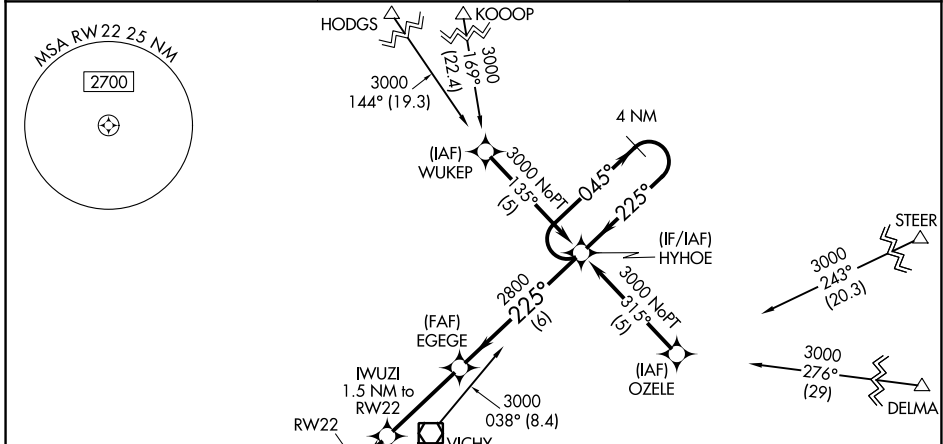 MSA RW22 25 NM
2700
HODGS
KOOOP
3000
144° (19.3)
3000
169°
(22.4)
4 NM
(IAF)
WUKEP
3000 NoPT
135°
(5)
045°
225°
(IF/IAF)
HYHOE
STEER
3000
243°
(20.3)
3000 NoPT
315°
(5)
(IAF)
OZELE
3000
276°
(29)
DELMA
2800
225°
(6)
(FAF)
EGEGE
IWUZI
1.5 NM to
RW22
3000
038° (8.4)
RW22
VICHY